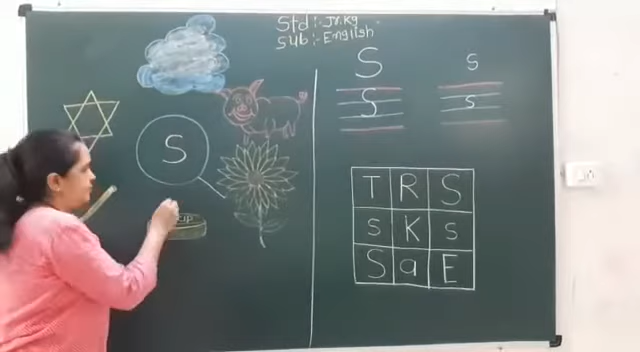 Std :- Jr.kg
Sub :- English
S
S s
S s
T R S
s K s
S a E